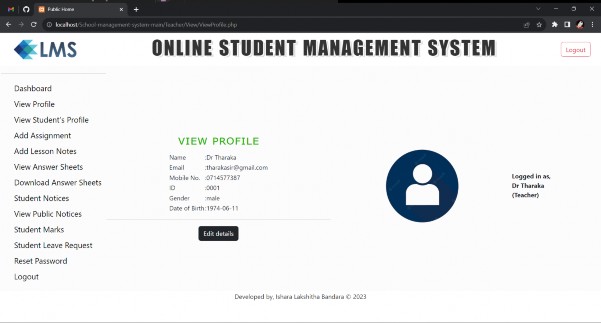 Public Home
localhost/School-management-system-main/Teacher/View/ViewProfile.php
LMS
ONLINE STUDENT MANAGEMENT SYSTEM
Logout
Dashboard
View Profile
View Student's Profile
Add Assignment
Add Lesson Notes
View Answer Sheets
Download Answer Sheets
Student Notices
View Public Notices
Student Marks
Student Leave Request
Reset Password
Logout
VIEW PROFILE
Name :Dr Tharaka
Email :tharakasir@gmail.com
Mobile No. :0714577387
ID :0001
Gender :male
Date of Birth:1974-06-11
Edit details
Logged in as,
Dr Tharaka
(Teacher)
Developed by, Ishara Lakshitha Bandara © 2023